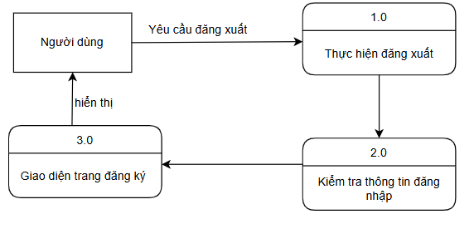 Người dùng
Yêu cầu đăng xuất
1.0
Thực hiện đăng xuất
hiển thị
3.0
Giao diện trang đăng ký
2.0
Kiểm tra thông tin đăng
nhập